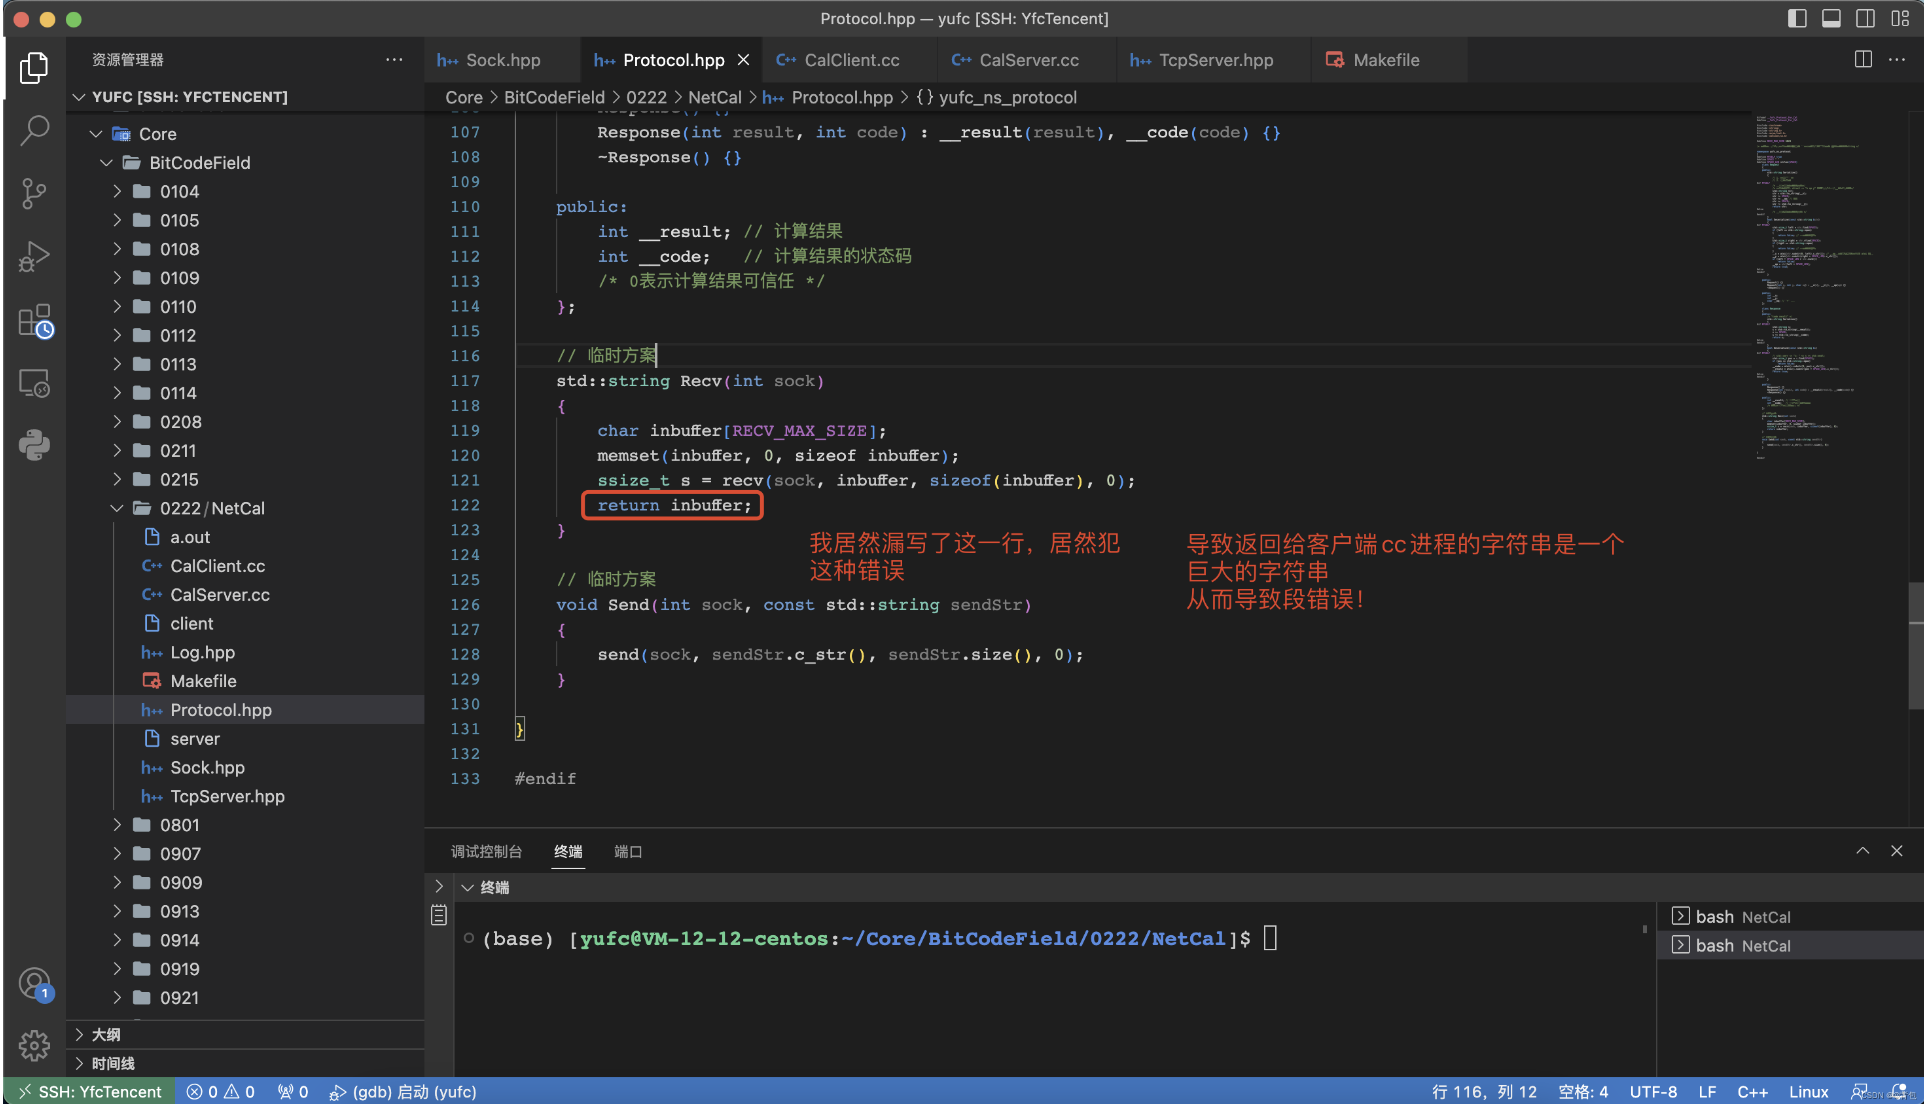 Protocol.hpp — yufc [SSH: YfcTencent]
资源管理器
Sock.hpp
Protocol.hpp
CalClient.cc
CalServer.cc
TcpServer.hpp
Makefile
YUFC [SSH: YFCTENCENT]
Core > BitCodeField > 0222 > NetCal > h++ Protocol.hpp > {} yufc_ns_protocol
Core
BitCodeField
0104
0105
0108
0109
0110
0112
0113
0114
0208
0211
0215
0222/NetCal
a.out
CalClient.cc
CalServer.cc
client
Log.hpp
Makefile
Protocol.hpp
server
Sock.hpp
TcpServer.hpp
0801
0907
0909
0913
0914
0919
0921
大纲
时间线
107 Response(int result, int code) : __result(result), __code(code) {}
108 ~Response() {}
109
110 public:
111 int __result; // 计算结果
112 int __code; // 计算结果的状态码
113 /* 0表示计算结果可信任 */
114 };
115
116 // 临时方案
117 std::string Recv(int sock)
118 {
119 char inbuffer[RECV_MAX_SIZE];
120 memset(inbuffer, 0, sizeof inbuffer);
121 ssize_t s = recv(sock, inbuffer, sizeof(inbuffer), 0);
122 return inbuffer;
123 }
124
125 // 临时方案
126 void Send(int sock, const std::string sendStr)
127 {
128 send(sock, sendStr.c_str(), sendStr.size(), 0);
129 }
130
131 }
132
133 #endif
我居然漏写了这一行，居然犯
这种错误
导致返回给客户端cc进程的字符串是一个
巨大的字符串
从而导致段错误！
调试控制台
终端
端口
终端
(base) [yufc@VM-12-12-centos:~/Core/BitCodeField/0222/NetCal]$
bash NetCal
bash NetCal
1
SSH: YfcTencent
0 0
0
(gdb) 启动 (yufc)
行 116，列 12
空格: 4
UTF-8
LF
C++
Linux